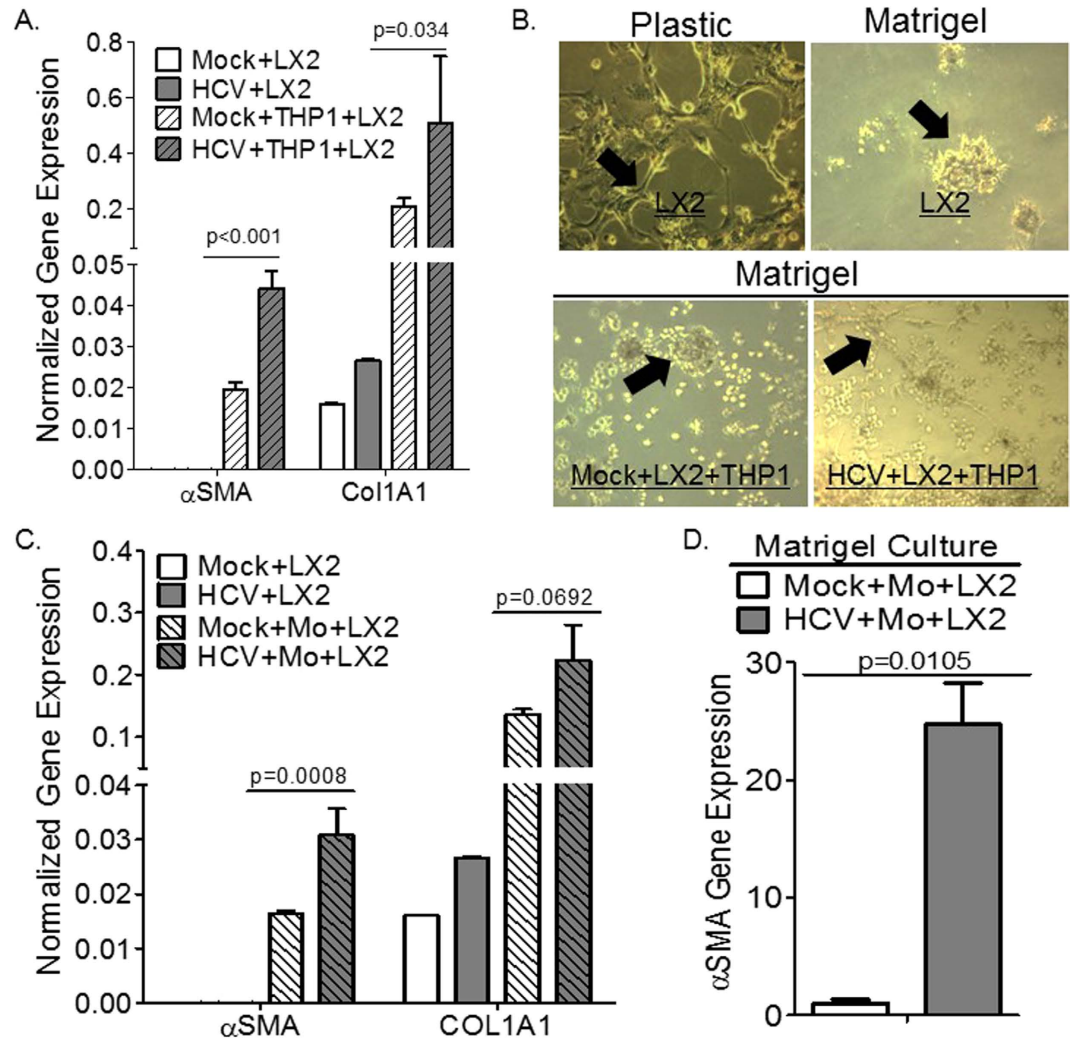 A.
Normalized Gene Expression
0.8
0.6
0.4
0.2
0.05
0.04
0.03
0.02
0.01
0.00
Mock+LX2
HCV+LX2
Mock+THP1+LX2
HCV+THP1+LX2
p=0.034
p<0.001
αSMA
Col1A1
B.
Plastic
Matrigel
LX2
LX2
Matrigel
Mock+LX2+THP1
HCV+LX2+THP1
C.
Normalized Gene Expression
0.4
0.3
0.2
0.1
0.04
0.03
0.02
0.01
0.00
Mock+LX2
HCV+LX2
Mock+Mo+LX2
HCV+Mo+LX2
p=0.0692
p=0.0008
αSMA
COL1A1
D.
Matrigel Culture
Mock+Mo+LX2
HCV+Mo+LX2
αSMA Gene Expression
30
20
10
0
p=0.0105